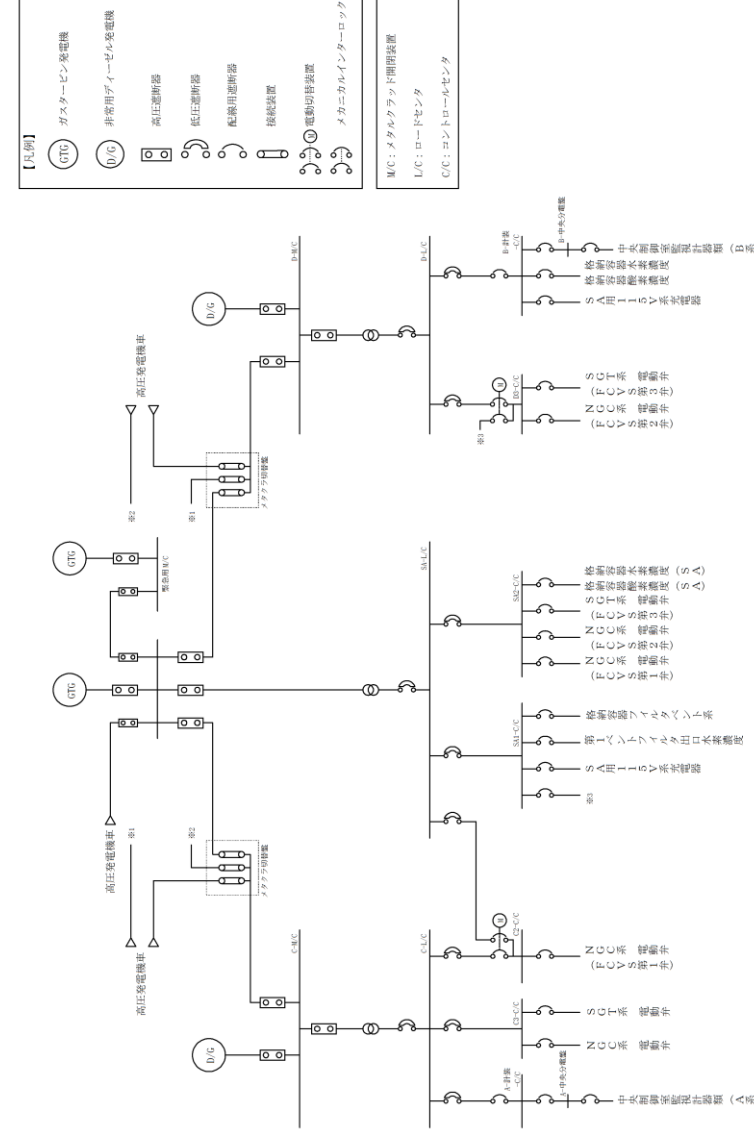 【凡例】
GTG
ガスタービン発電機
D/G
非常用ディーゼル発電機
高圧遮断器
低圧遮断器
配線用遮断器
接続装置
M
電動切替装置
メカニカルインターロック
M/C：メタルクラッド開閉装置
L/C：ロードセンタ
C/C：コントロールセンタ
高圧発電機車
※1
高圧発電機車
※2
メタクラ切替盤
GTG
GTG
緊急用M/C
高圧発電機車
※2
※1
メタクラ切替盤
D/G
C-M/C
D/G
D-M/C
C-L/C
SA-L/C
D-L/C
A-計装
-C/C
C3-C/C
M
C2-C/C
SA1-C/C
SA2-C/C
※3
M
D3-C/C
B-計装
-C/C
A-中央分電盤
B-中央分電盤
中央制御室監視計器類（A系
NGC系 電動弁
SGT系 電動弁
NGC系 電動弁
(FCVS第1弁)
※3
SA用115V系充電器
第1ベントフィルタ出口水素濃度
格納容器フィルタベント系
NGC系 電動弁
(FCVS第1弁)
NGC系 電動弁
(FCVS第2弁)
SGT系 電動弁
(FCVS第3弁)
格納容器酸素濃度（SA）
格納容器水素濃度（SA）
NGC系 電動弁
(FCVS第2弁)
SGT系 電動弁
(FCVS第3弁)
SA用115V系充電器
格納容器酸素濃度
格納容器水素濃度
中央制御室監視計器類（B系